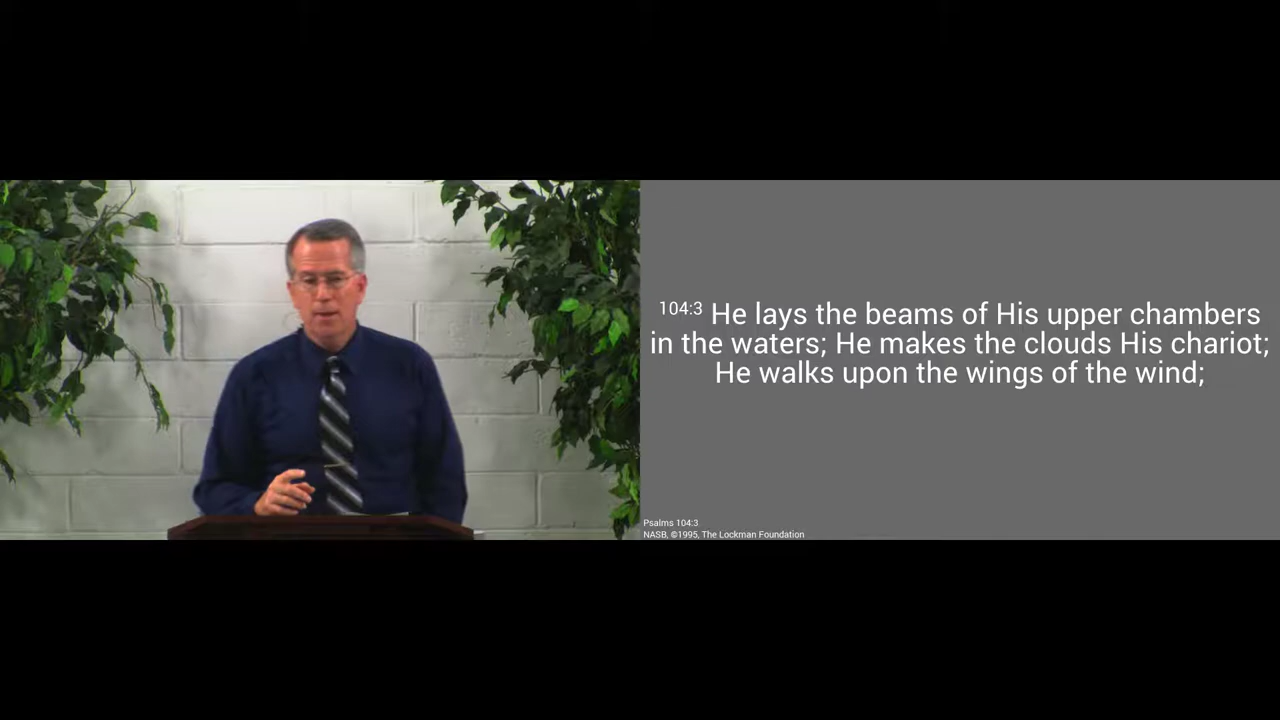 104:3 He lays the beams of His upper chambers
in the waters; He makes the clouds His chariot;
He walks upon the wings of the wind;
Psalms 104:3
NASB, ©1995, The Lockman Foundation